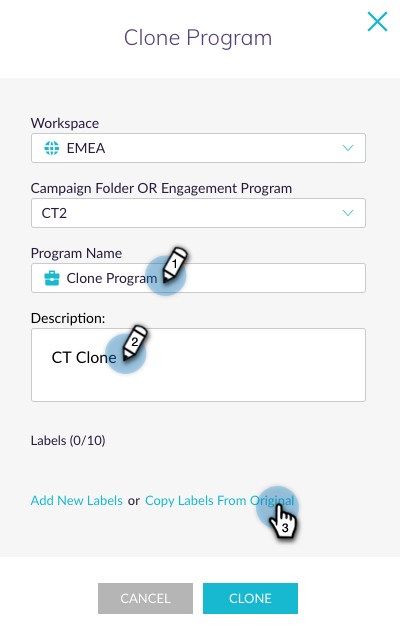 Clone Program
Workspace
EMEA
Campaign Folder OR Engagement Program
CT2
Program Name
Clone Program
1
Description:
CT Clone
2
Labels (0/10)
Add New Labels or Copy Labels From Original
3
CANCEL CLONE